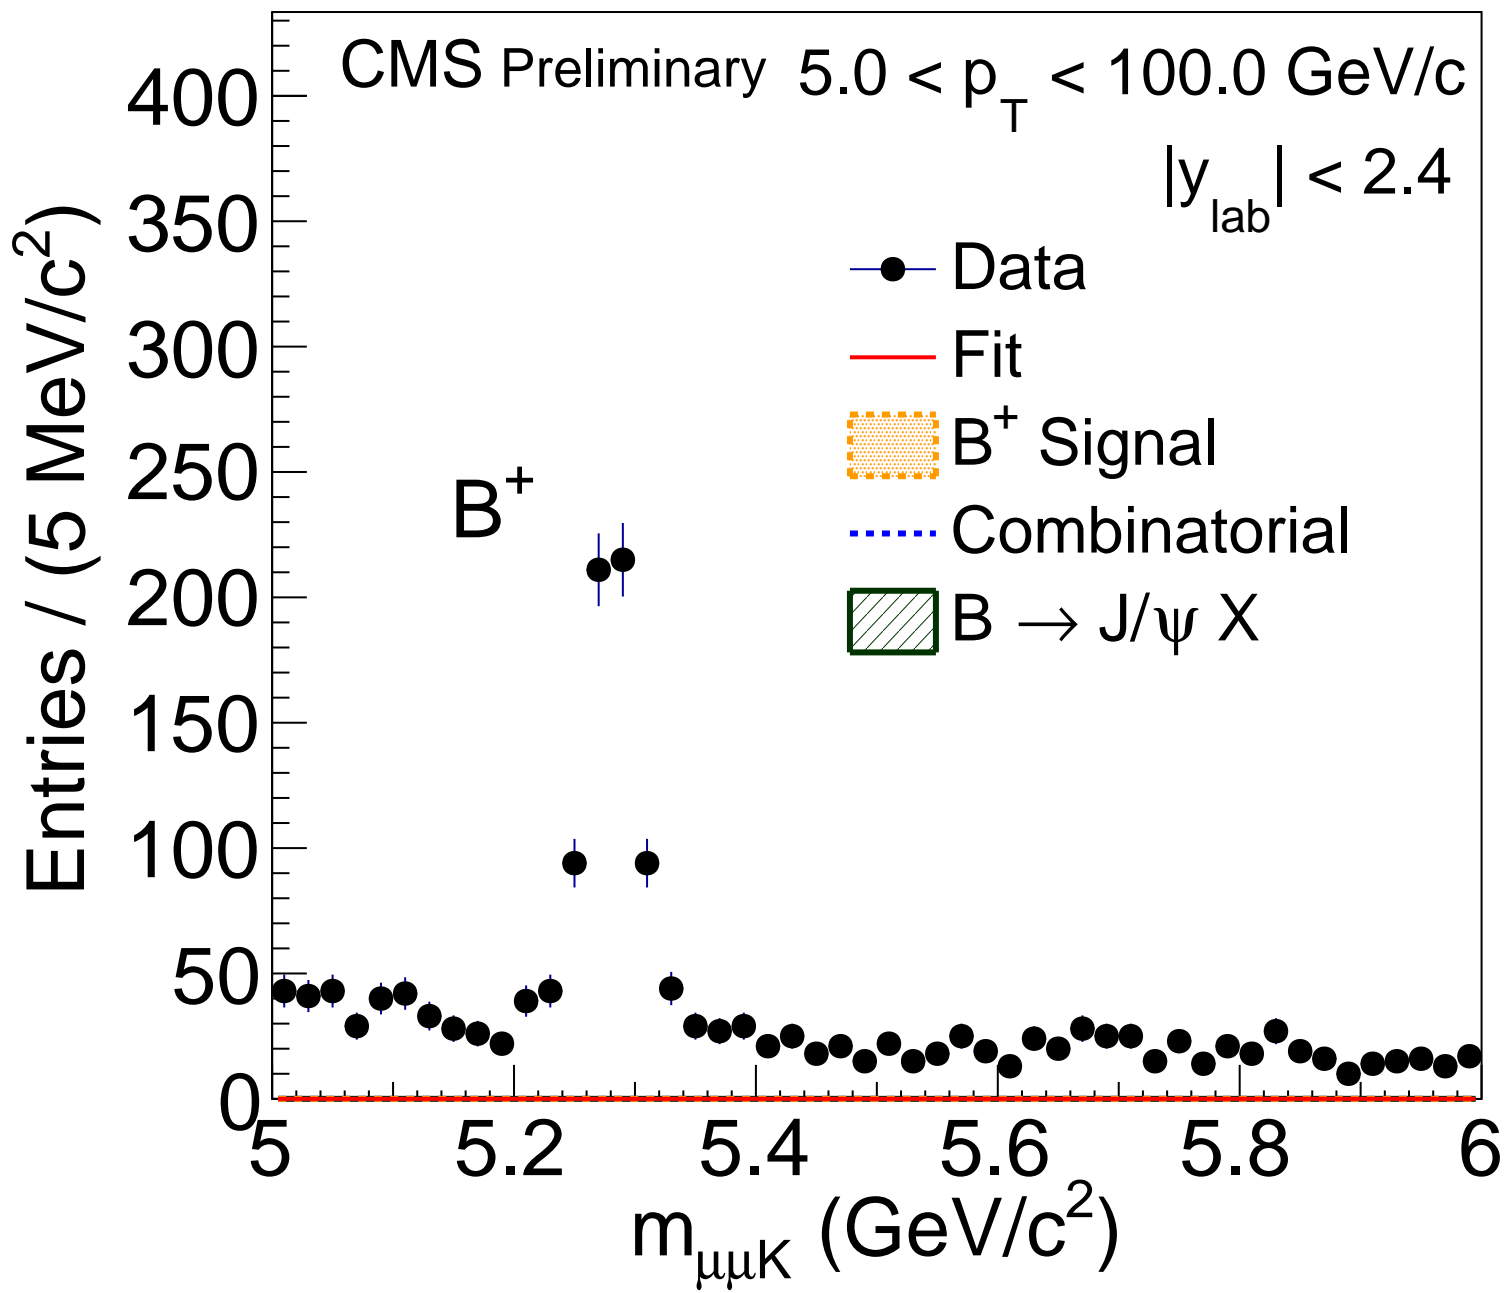 CMS Preliminary 5.0 < p_T < 100.0 GeV/c
|y_lab| < 2.4
Data
Fit
B⁺ Signal
Combinatorial
B → J/ψ X
B⁺
Entries / (5 MeV/c²)
400
350
300
250
200
150
100
50
0
5 5.2 5.4 5.6 5.8 6
m_μμK (GeV/c²)